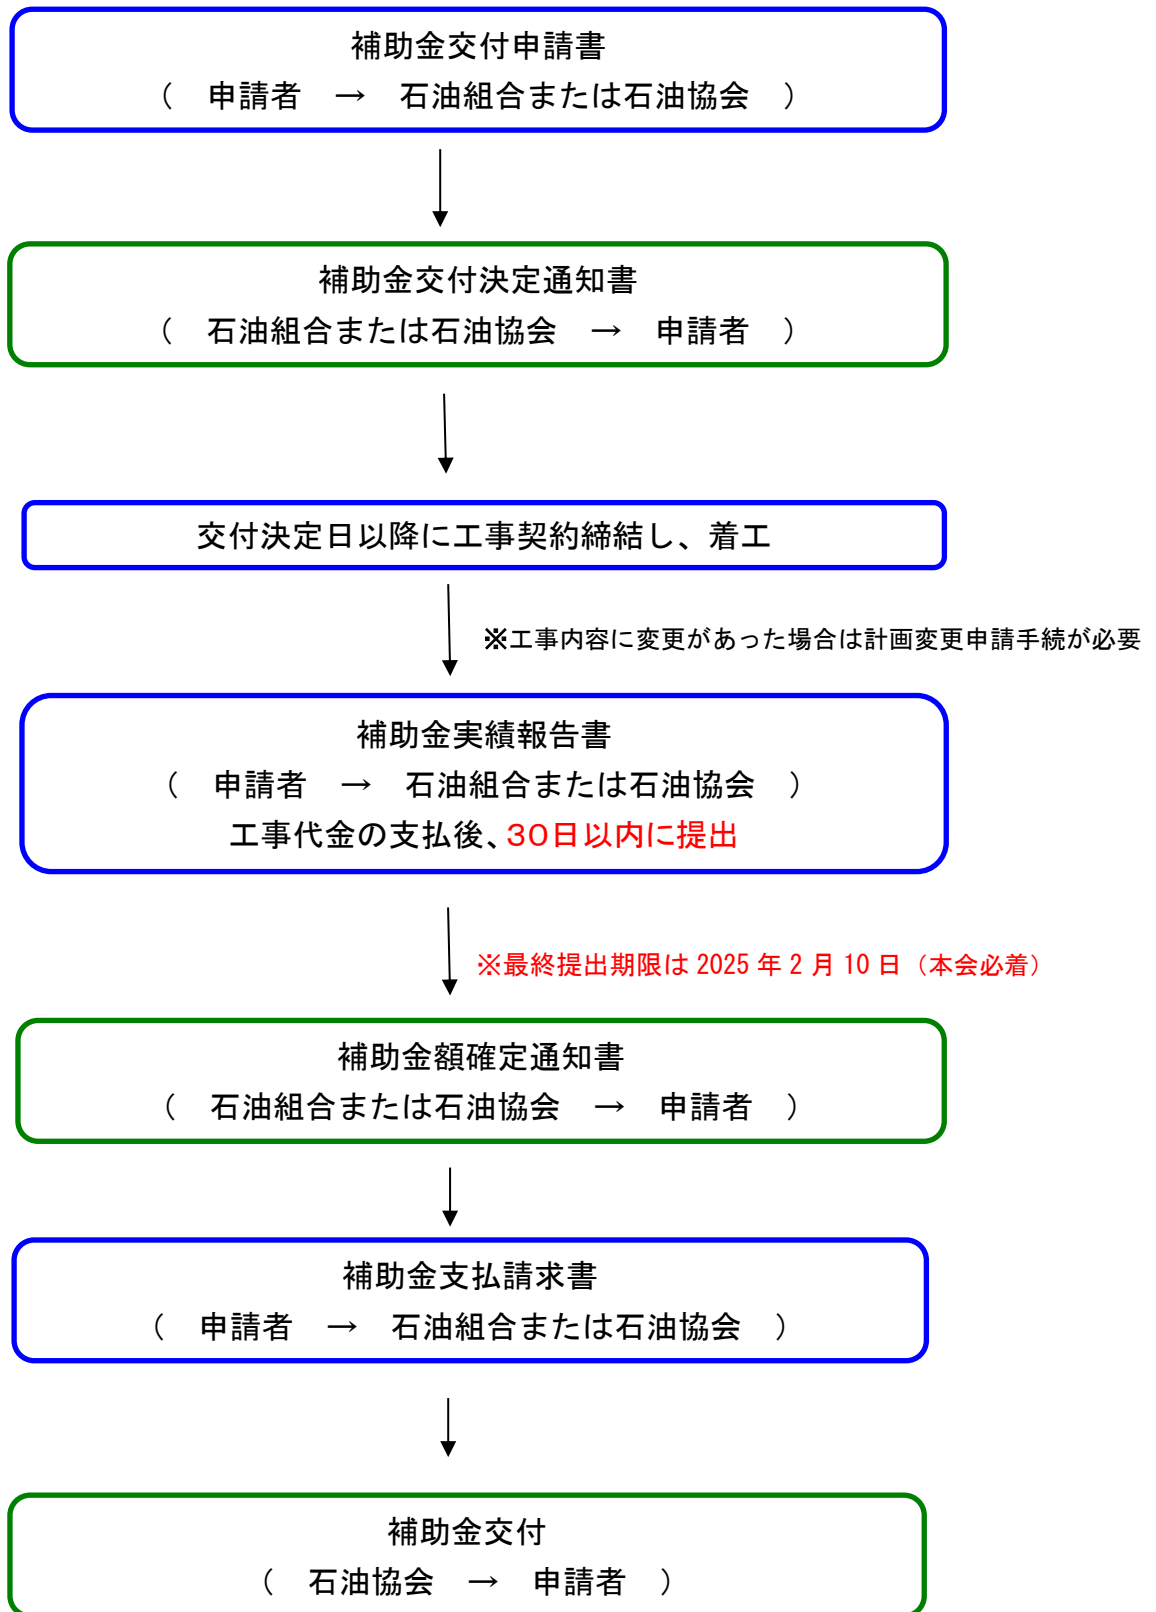 補助金交付申請書
（　申請者　→　石油組合または石油協会　）
補助金交付決定通知書
（　石油組合または石油協会　→　申請者　）
交付決定日以降に工事契約締結し、着工
※工事内容に変更があった場合は計画変更申請手続が必要
補助金実績報告書
（　申請者　→　石油組合または石油協会　）
工事代金の支払後、３０日以内に提出
※最終提出期限は 2025 年 2 月 10 日（本会必着）
補助金額確定通知書
（　石油組合または石油協会　→　申請者　）
補助金支払請求書
（　申請者　→　石油組合または石油協会　）
補助金交付
（　石油協会　→　申請者　）